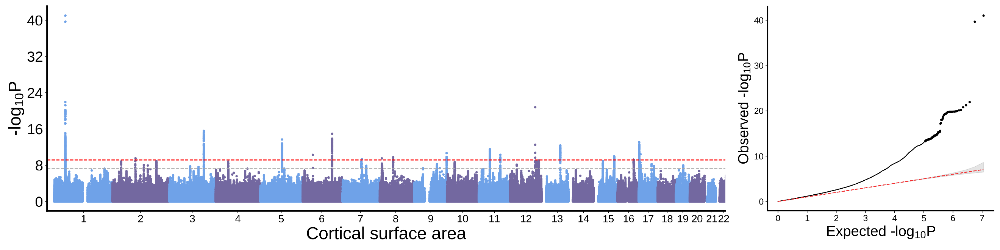 40
32
24
16
8
0
-log10P
1 2 3 4 5 6 7 8 9 10 11 12 13 14 15 16 17 18 19 20 21 22
Cortical surface area
40
30
20
10
0
Observed -log10P
0 1 2 3 4 5 6 7
Expected -log10P